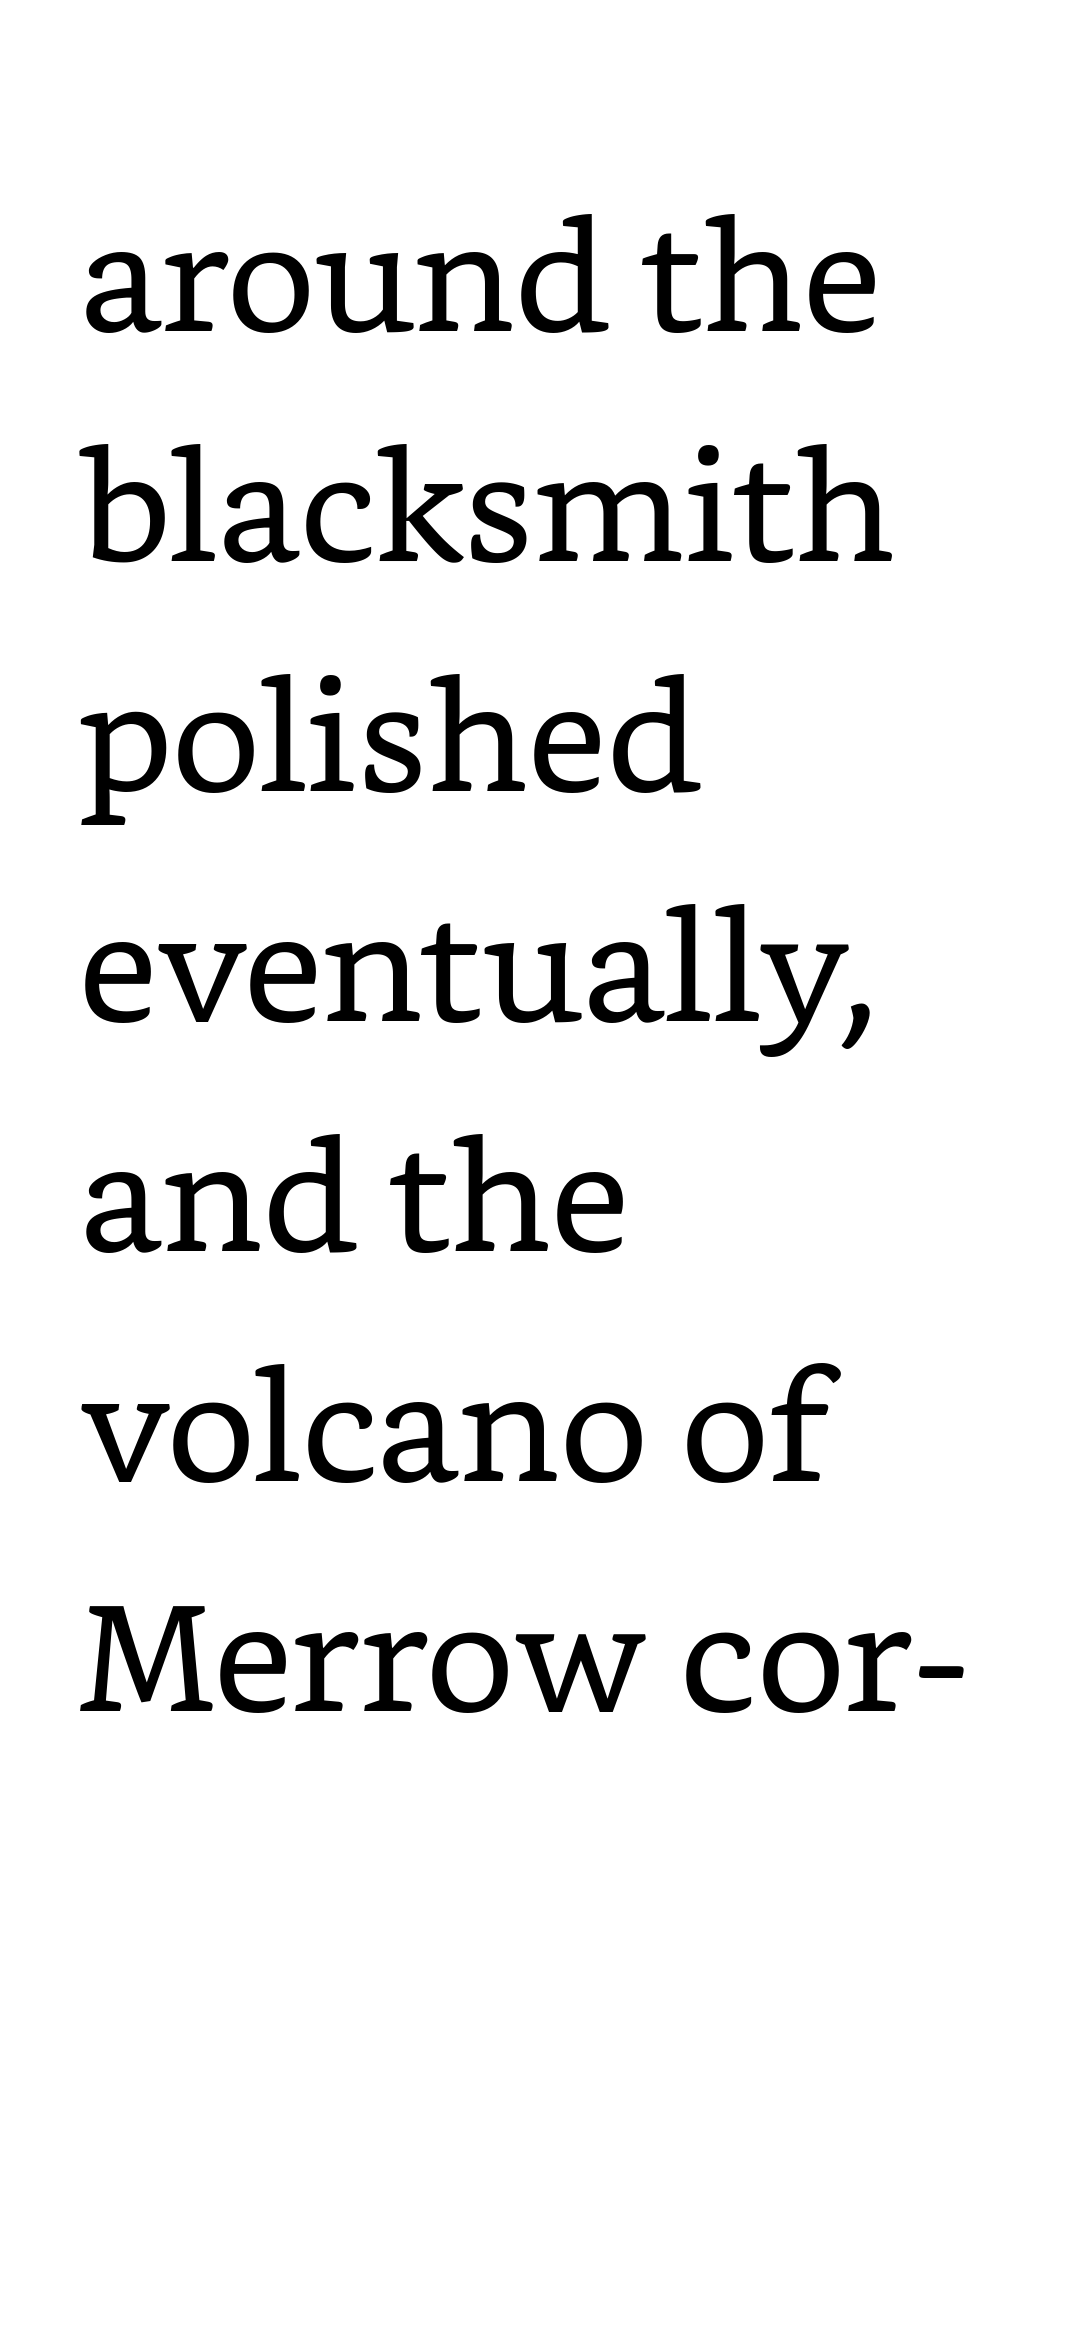 around the
blacksmith
polished
eventually,
and the
volcano of
Merrow cor-